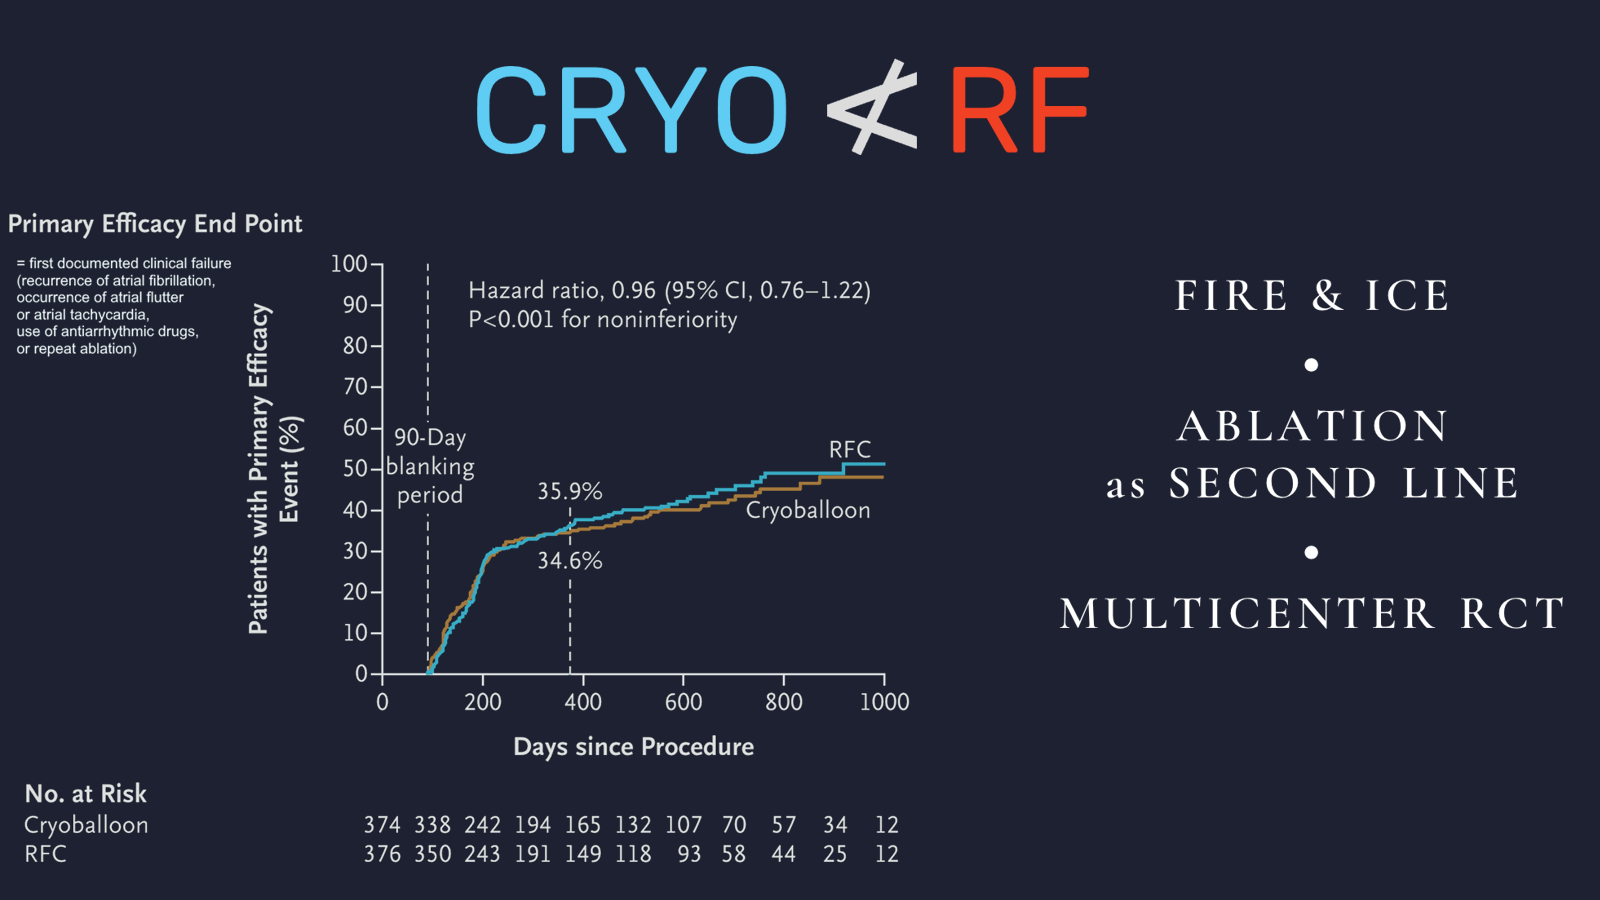 CRYO ≮ RF
Primary Efficacy End Point
= first documented clinical failure
(recurrence of atrial fibrillation,
occurrence of atrial flutter
or atrial tachycardia,
use of antiarrhythmic drugs,
or repeat ablation)
Patients with Primary Efficacy
Event (%)
100
90
80
70
60
50
40
30
20
10
0
Hazard ratio, 0.96 (95% CI, 0.76–1.22)
P<0.001 for noninferiority
90-Day
blanking
period
35.9%
34.6%
RFC
Cryoballoon
0 200 400 600 800 1000
Days since Procedure
No. at Risk
Cryoballoon 374 338 242 194 165 132 107 70 57 34 12
RFC 376 350 243 191 149 118 93 58 44 25 12
FIRE & ICE
•
ABLATION
as SECOND LINE
•
MULTICENTER RCT